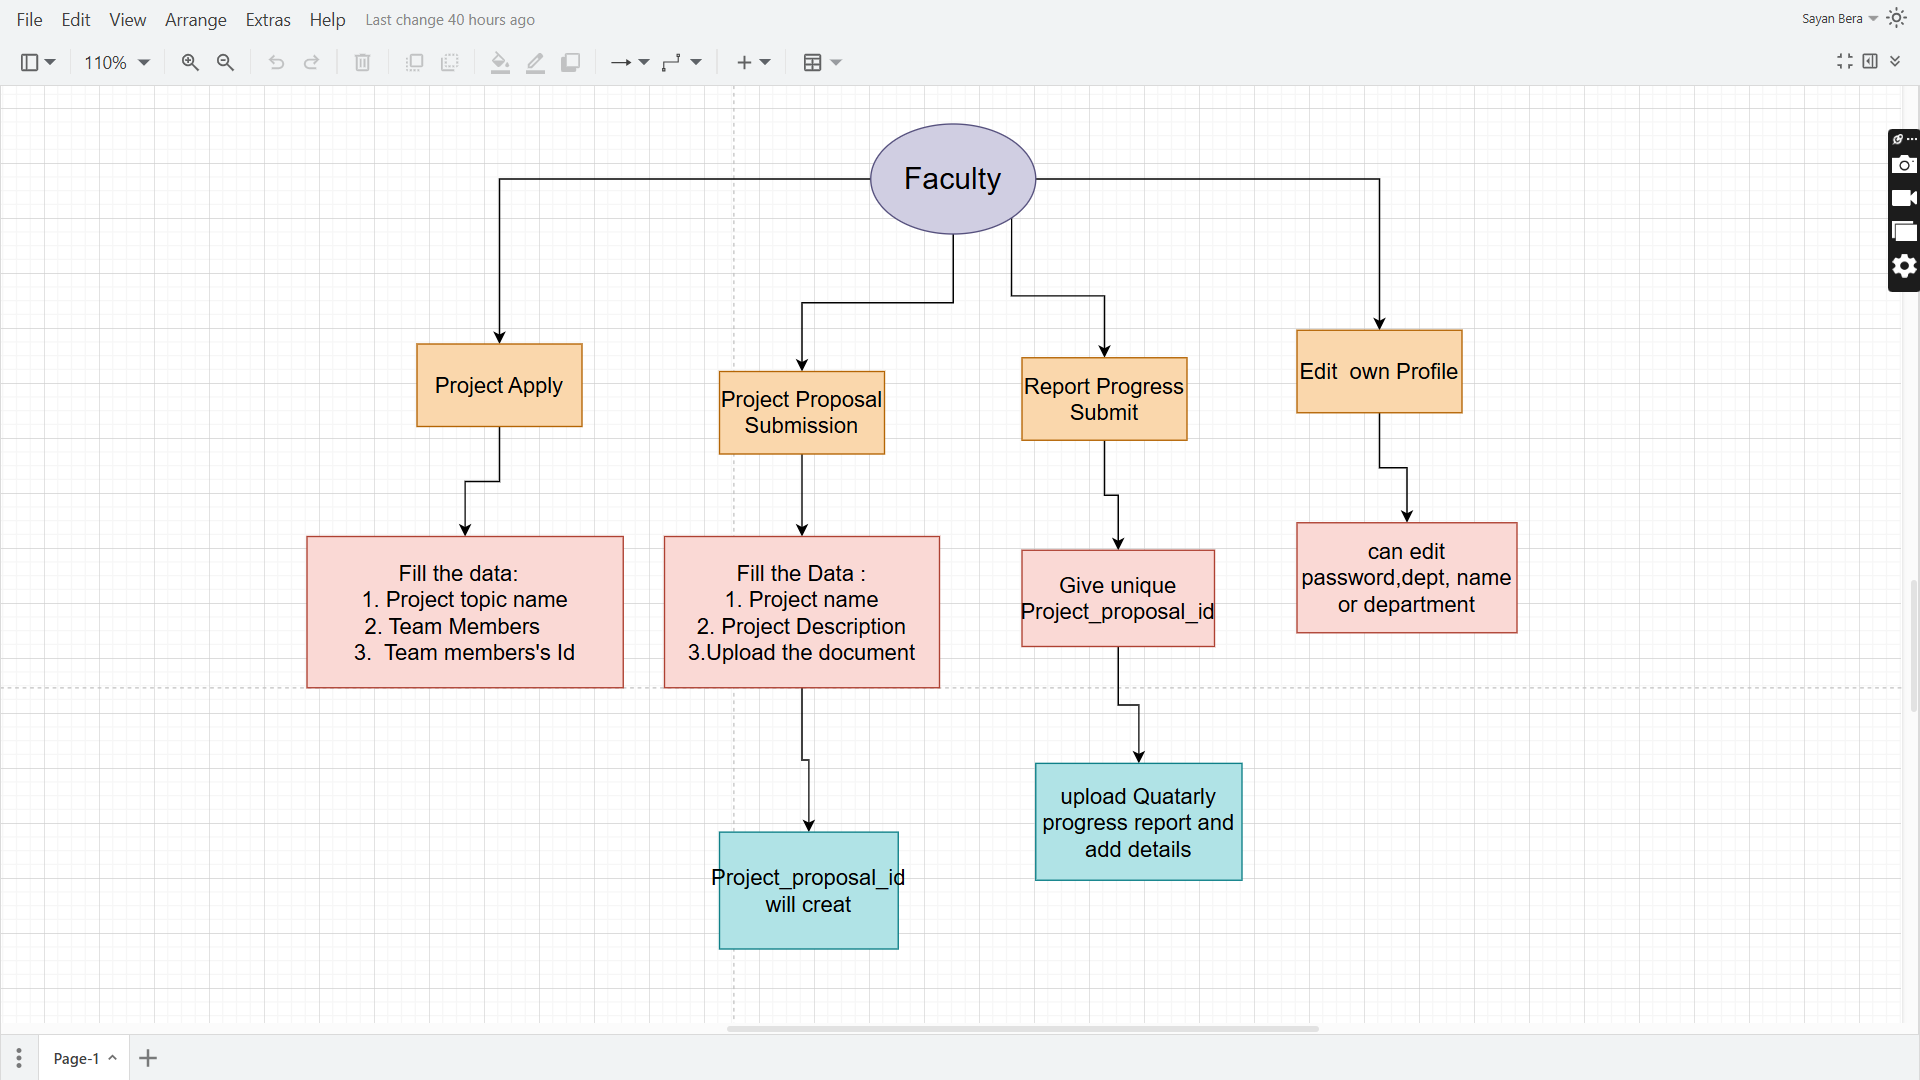 File Edit View Arrange Extras Help Last change 40 hours ago
Sayan Bera
110%
Faculty
Project Apply
Project Proposal
Submission
Report Progress
Submit
Edit  own Profile
Fill the data:
1. Project topic name
2. Team Members
3.  Team members's Id
Fill the Data :
1. Project name
2. Project Description
3.Upload the document
Give unique
Project_proposal_id
can edit
password,dept, name
or department
Project_proposal_id
will creat
upload Quatarly
progress report and
add details
Page-1